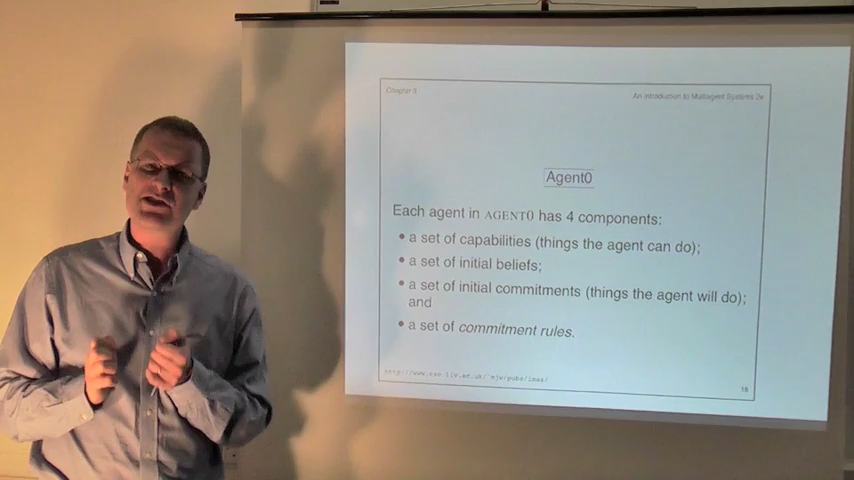 Chapter 3
An Introduction to Multiagent Systems 2e
Agent0
Each agent in AGENT0 has 4 components:
• a set of capabilities (things the agent can do);
• a set of initial beliefs;
• a set of initial commitments (things the agent will do);
and
• a set of commitment rules.
http://www.csc.liv.ac.uk/~mjw/pubs/imas/
18